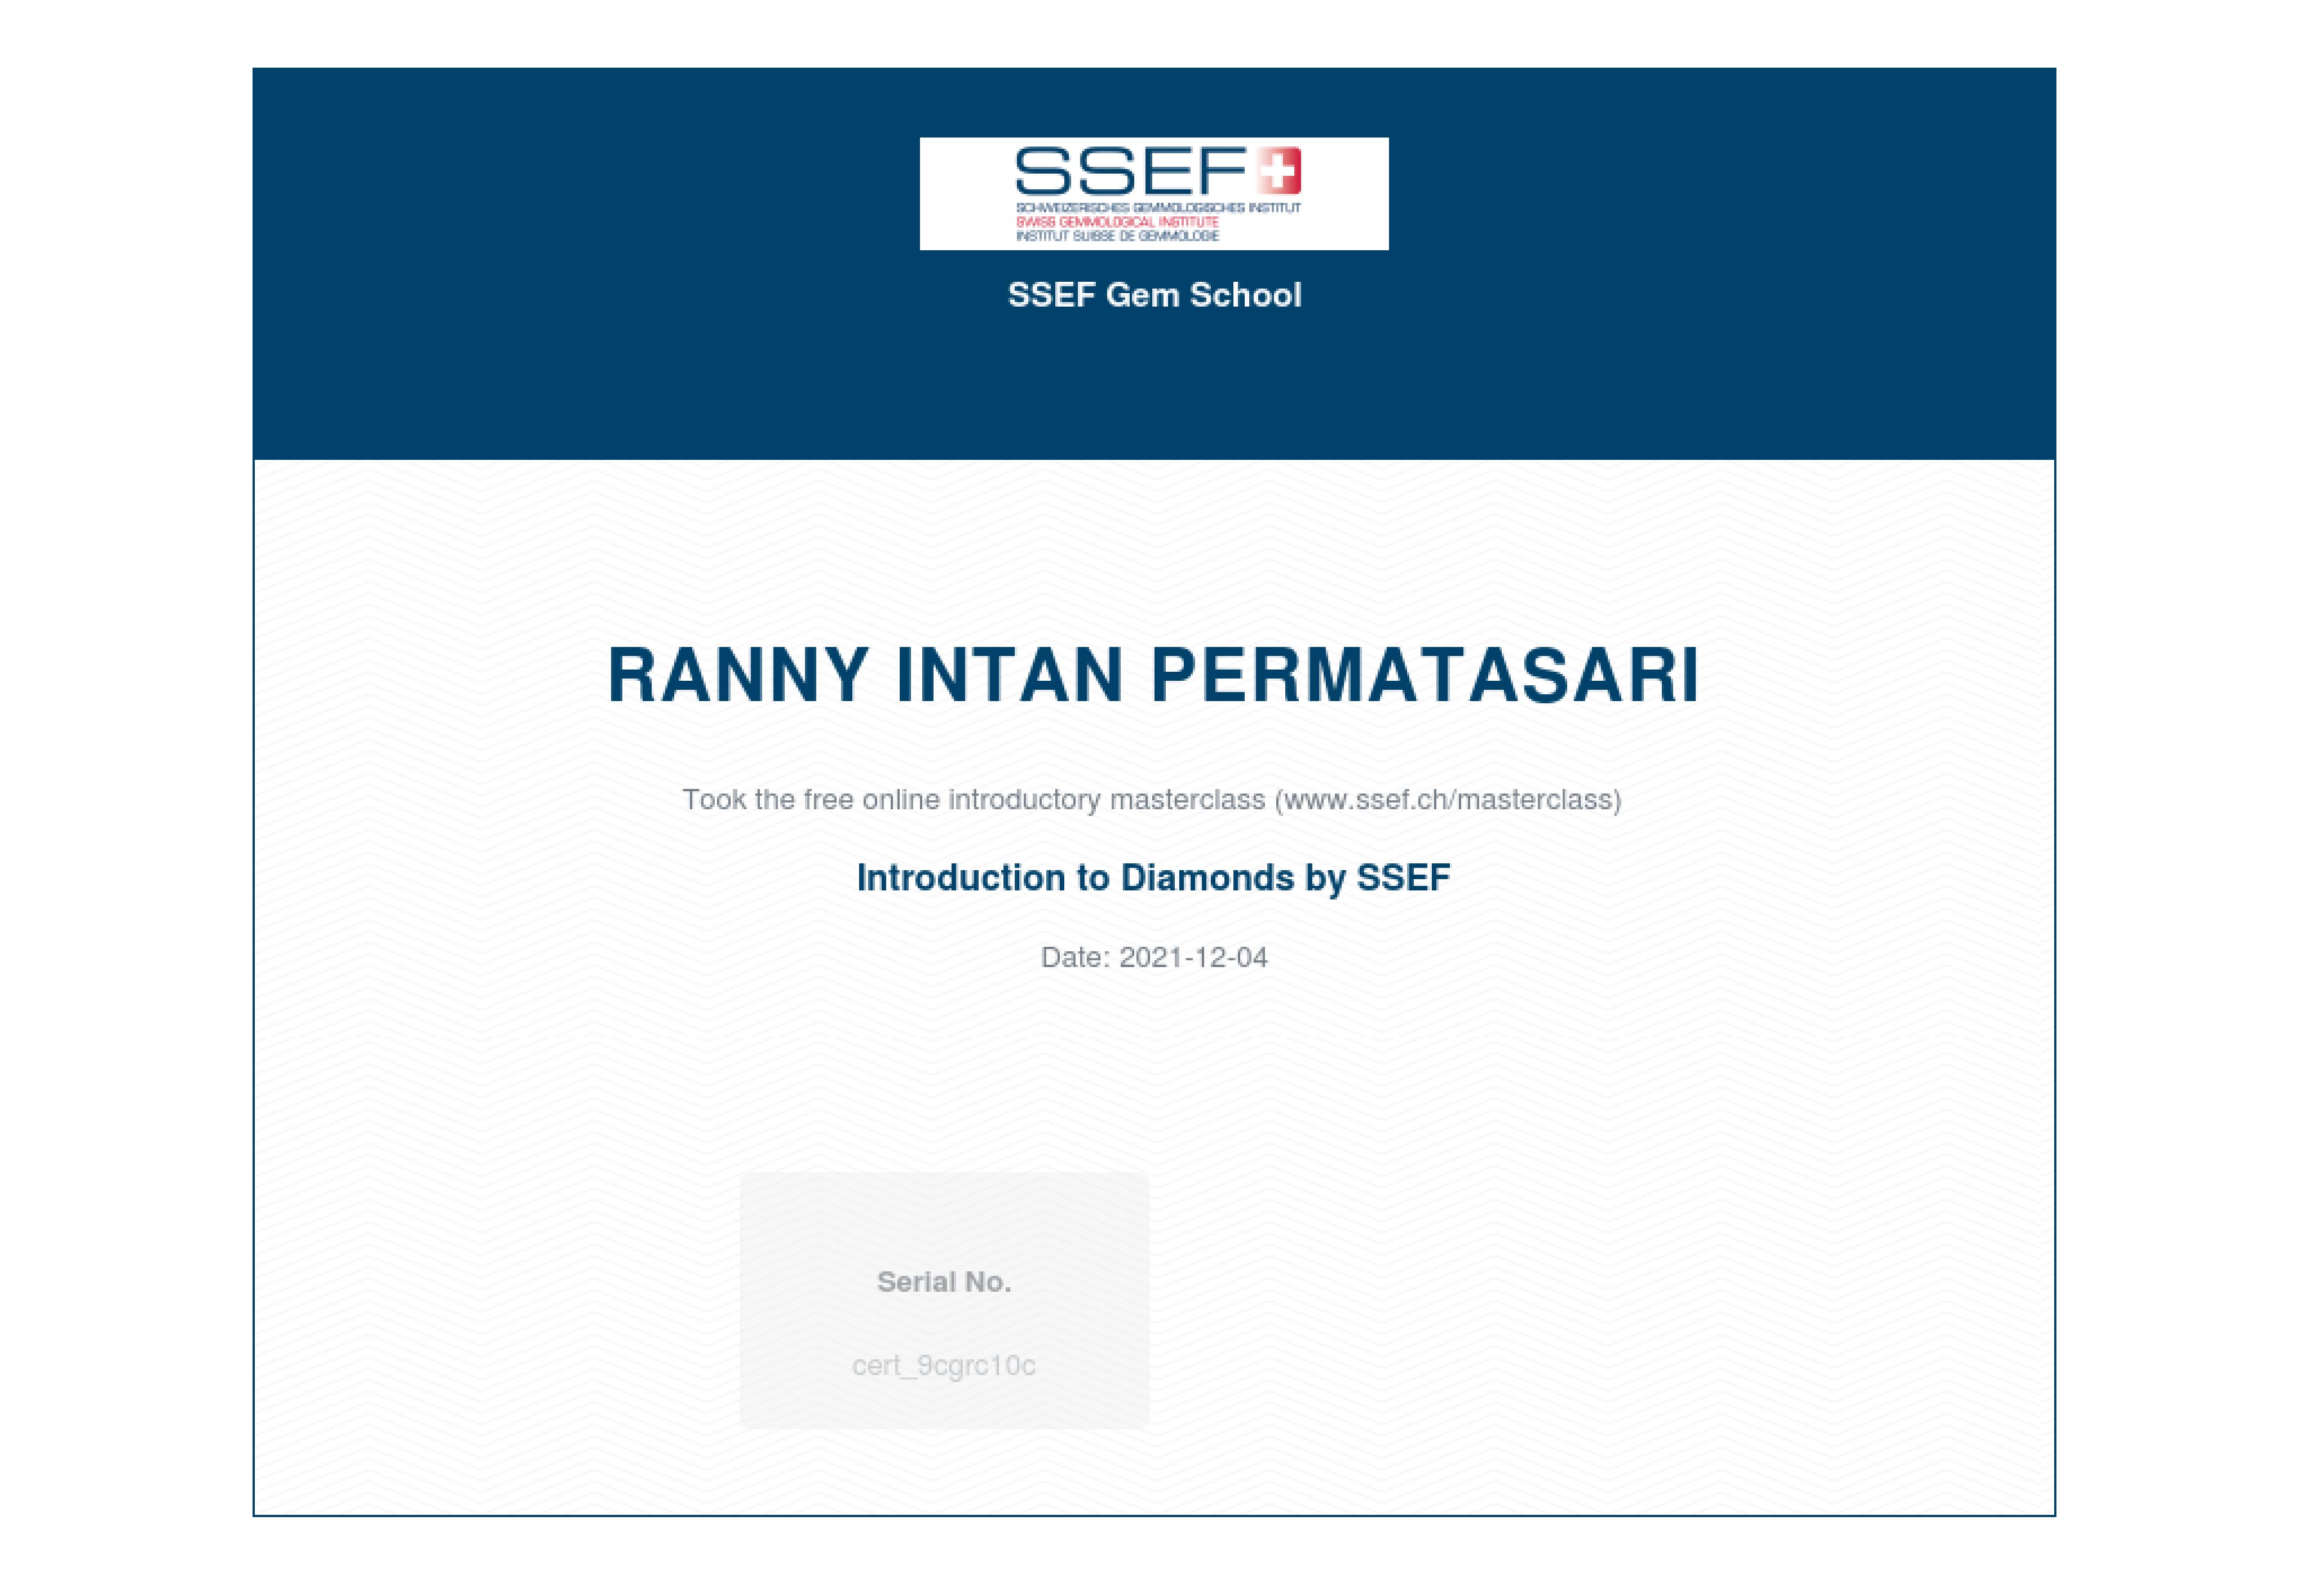 SSEF
SCHWEIZERISCHES GEMMOLOGISCHES INSTITUT
SWISS GEMMOLOGICAL INSTITUTE
INSTITUT SUISSE DE GEMMOLOGIE
SSEF Gem School
RANNY INTAN PERMATASARI
Took the free online introductory masterclass (www.ssef.ch/masterclass)
Introduction to Diamonds by SSEF
Date: 2021-12-04
Serial No.
cert_9cgrc10c